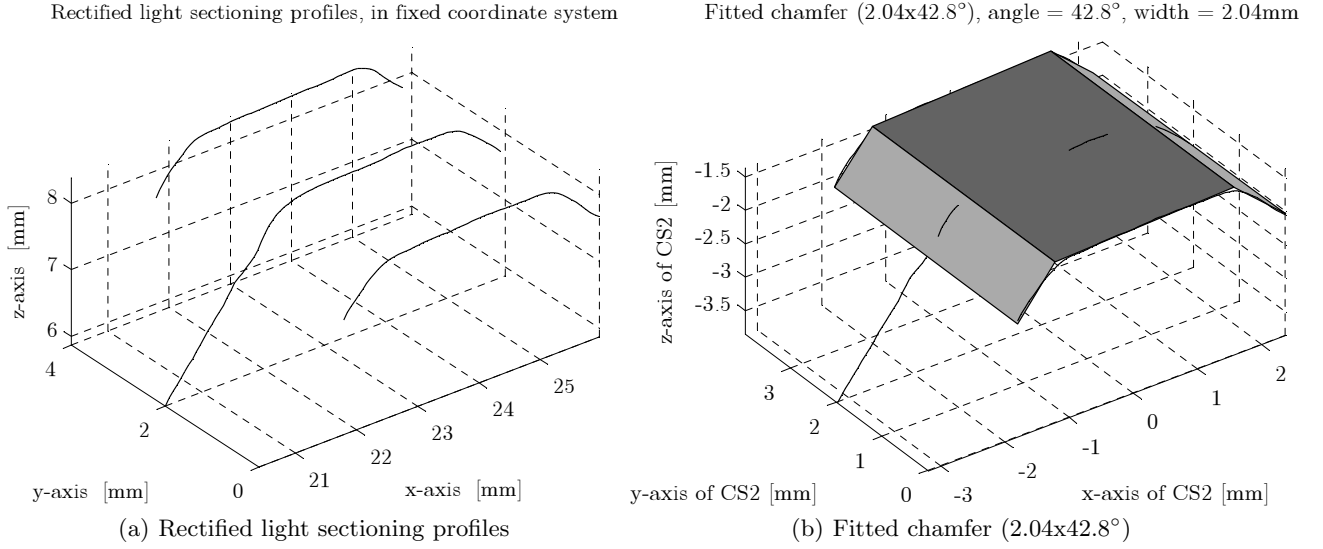 Rectified light sectioning profiles, in fixed coordinate system
8
7
6
z-axis [mm]
4
2
0
y-axis [mm]
21
22
23
24
25
x-axis [mm]
(a) Rectified light sectioning profiles
Fitted chamfer (2.04x42.8°), angle = 42.8°, width = 2.04mm
-1.5
-2
-2.5
-3
-3.5
z-axis of CS2 [mm]
3
2
1
0
y-axis of CS2 [mm]
-3
-2
-1
0
1
2
x-axis of CS2 [mm]
(b) Fitted chamfer (2.04x42.8°)